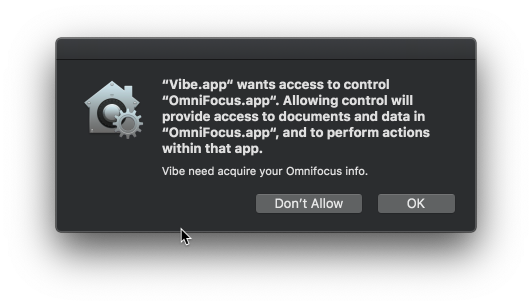 “Vibe.app“ wants access to control
“OmniFocus.app“. Allowing control will
provide access to documents and data in
“OmniFocus.app“, and to perform actions
within that app.
Vibe need acquire your Omnifocus info.
Don’t Allow
OK